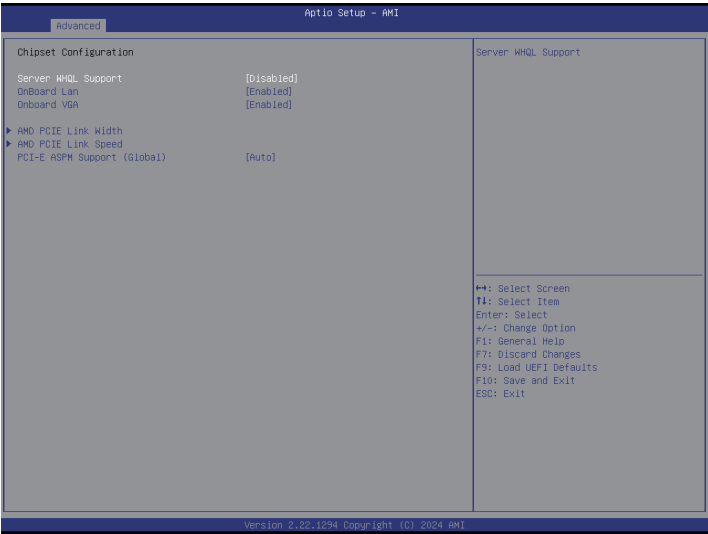 Aptio Setup - AMI
Advanced
Chipset Configuration
Server WHQL Support [Disabled]
OnBoard Lan [Enabled]
Onboard VGA [Enabled]
AMD PCIE Link Width
AMD PCIE Link Speed
PCI-E ASPM Support (Global) [Auto]
Server WHQL Support
↔: Select Screen
↑↓: Select Item
Enter: Select
+/-: Change Option
F1: General Help
F7: Discard Changes
F9: Load UEFI Defaults
F10: Save and Exit
ESC: Exit
Version 2.22.1294 Copyright (C) 2024 AMI